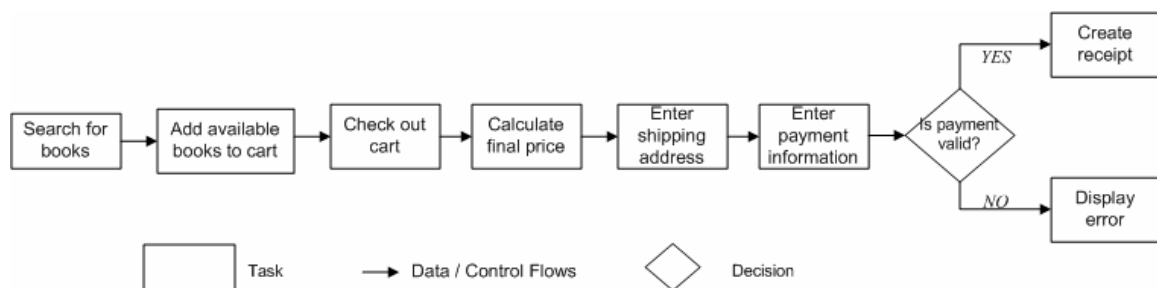 Search for
books
Add available
books to cart
Check out
cart
Calculate
final price
Enter
shipping
address
Enter
payment
information
Is payment
valid?
YES
Create
receipt
NO
Display
error
Task
Data / Control Flows
Decision